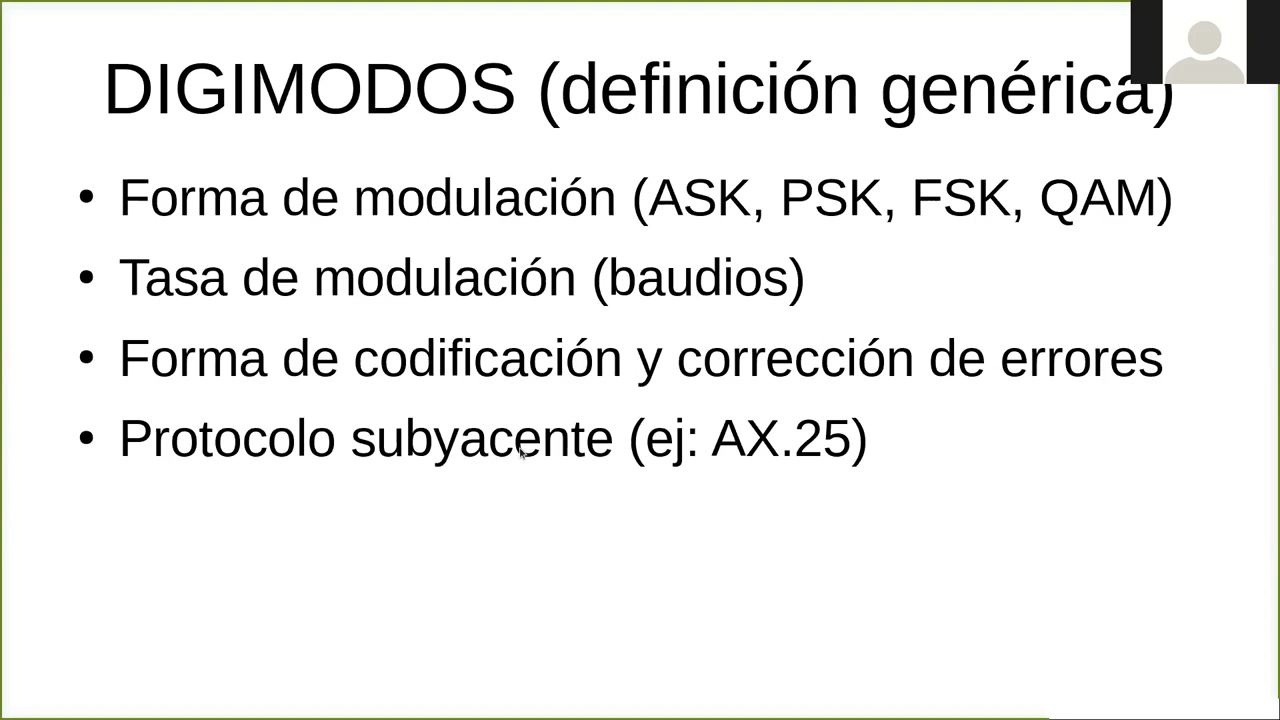 DIGIMODOS (definición genérica)
• Forma de modulación (ASK, PSK, FSK, QAM)
• Tasa de modulación (baudios)
• Forma de codificación y corrección de errores
• Protocolo subyacente (ej: AX.25)